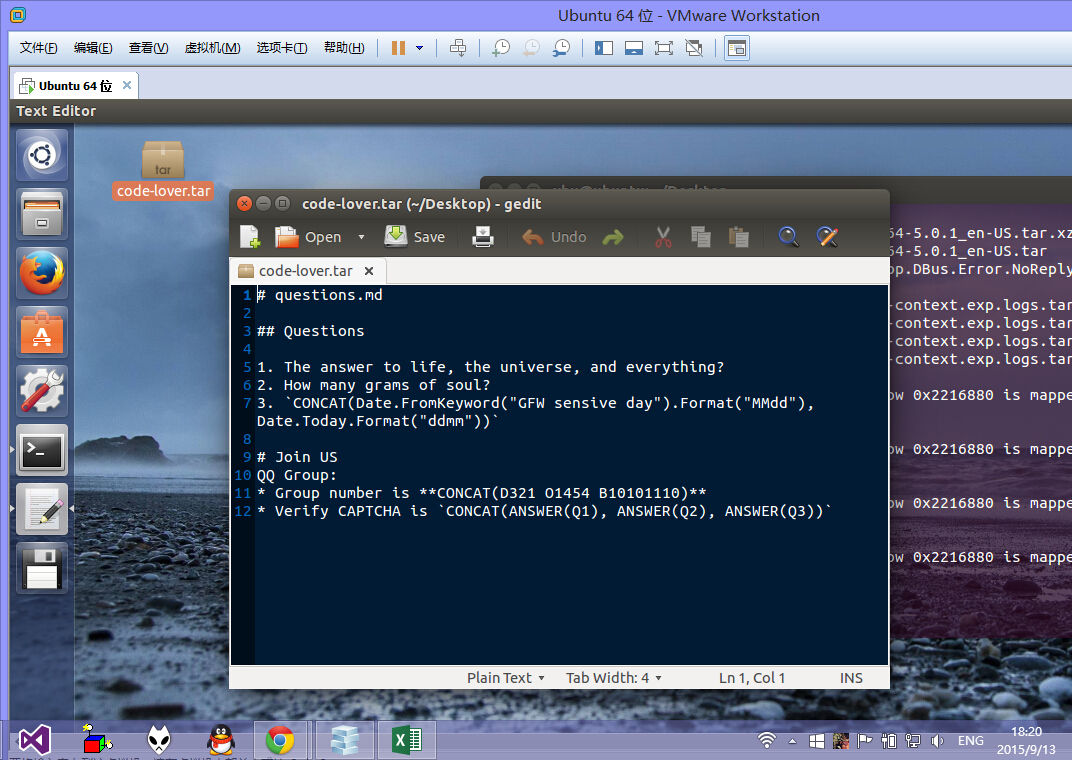 Ubuntu 64 位 - VMware Workstation
文件(F) 编辑(E) 查看(V) 虚拟机(M) 选项卡(T) 帮助(H)
Ubuntu 64 位
Text Editor
tar
code-lover.tar
code-lover.tar (~/Desktop) - gedit
Open Save Undo
code-lover.tar
1 # questions.md
2
3 ## Questions
4
5 1. The answer to life, the universe, and everything?
6 2. How many grams of soul?
7 3. `CONCAT(Date.FromKeyword("GFW sensive day").Format("MMdd"),
Date.Today.Format("ddmm"))`
8
9 # Join US
10 QQ Group:
11 * Group number is **CONCAT(D321 O1454 B10101110)**
12 * Verify CAPTCHA is `CONCAT(ANSWER(Q1), ANSWER(Q2), ANSWER(Q3))`
64-5.0.1_en-US.tar.xz
64-5.0.1_en-US.tar
op.DBus.Error.NoReply
-context.exp.logs.tar
-context.exp.logs.tar
-context.exp.logs.tar
-context.exp.logs.tar
ow 0x2216880 is mappe
ow 0x2216880 is mappe
ow 0x2216880 is mappe
ow 0x2216880 is mappe
Plain Text Tab Width: 4 Ln 1, Col 1 INS
ENG
18:20
2015/9/13